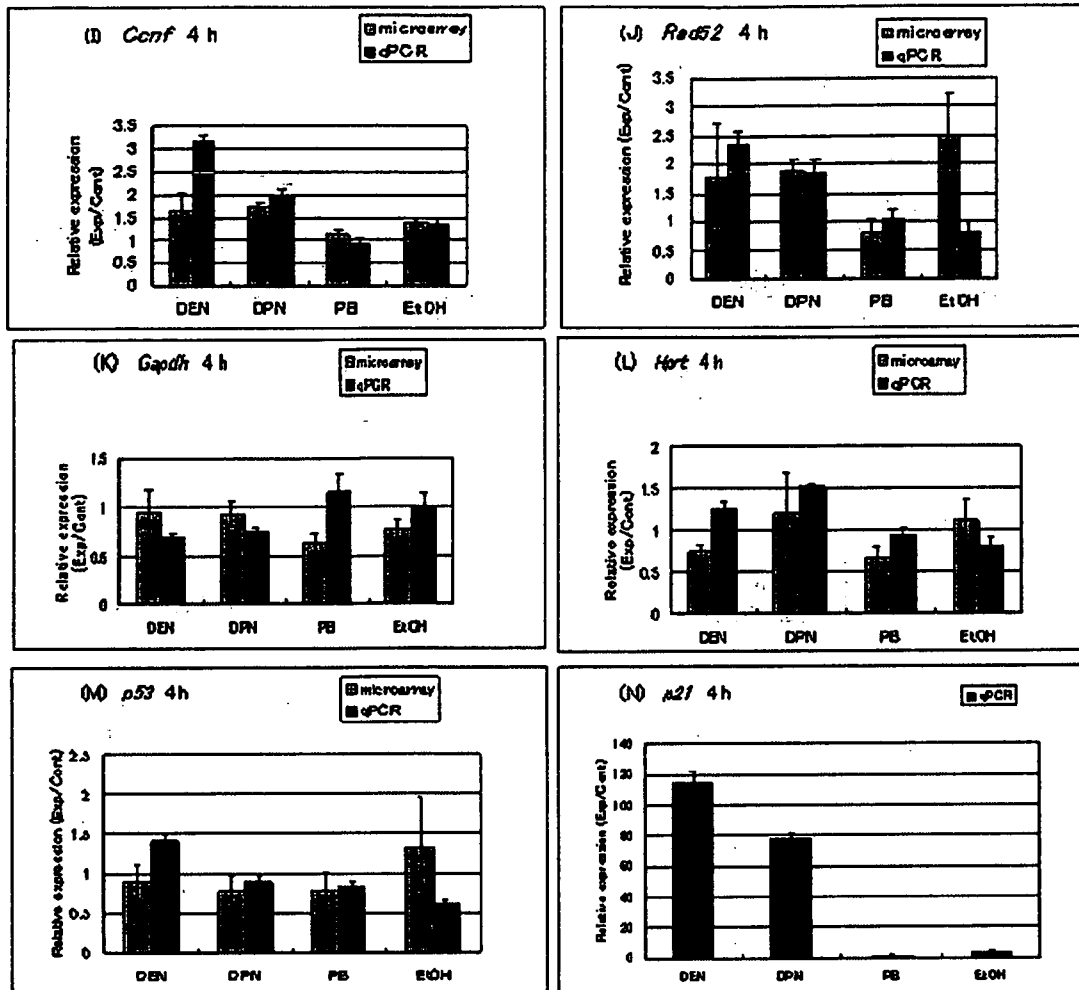 (I) Ccnf 4 h
microarray
qPCR
Relative expression
(Exp/Cont)
3.5
3
2.5
2
1.5
1
0.5
0
DEN DPN PB EtOH
(J) Rad52 4 h
microarray
qPCR
Relative expression (Exp/Cont)
3.5
3
2.5
2
1.5
1
0.5
0
DEN DPN PB EtOH
(K) Gapdh 4 h
microarray
qPCR
Relative expression
(Exp/Cont)
1.5
1
0.5
0
DEN DPN PB EtOH
(L) Hprt 4 h
microarray
qPCR
Relative expression
(Exp/Cont)
2
1.5
1
0.5
0
DEN DPN PB EtOH
(M) p53 4 h
microarray
qPCR
Relative expression (Exp/Cont)
2.5
2
1.5
1
0.5
0
DEN DPN PB EtOH
(N) p21 4 h
qPCR
Relative expression (Exp/Cont)
140
120
100
80
60
40
20
0
DEN DPN PB EtOH